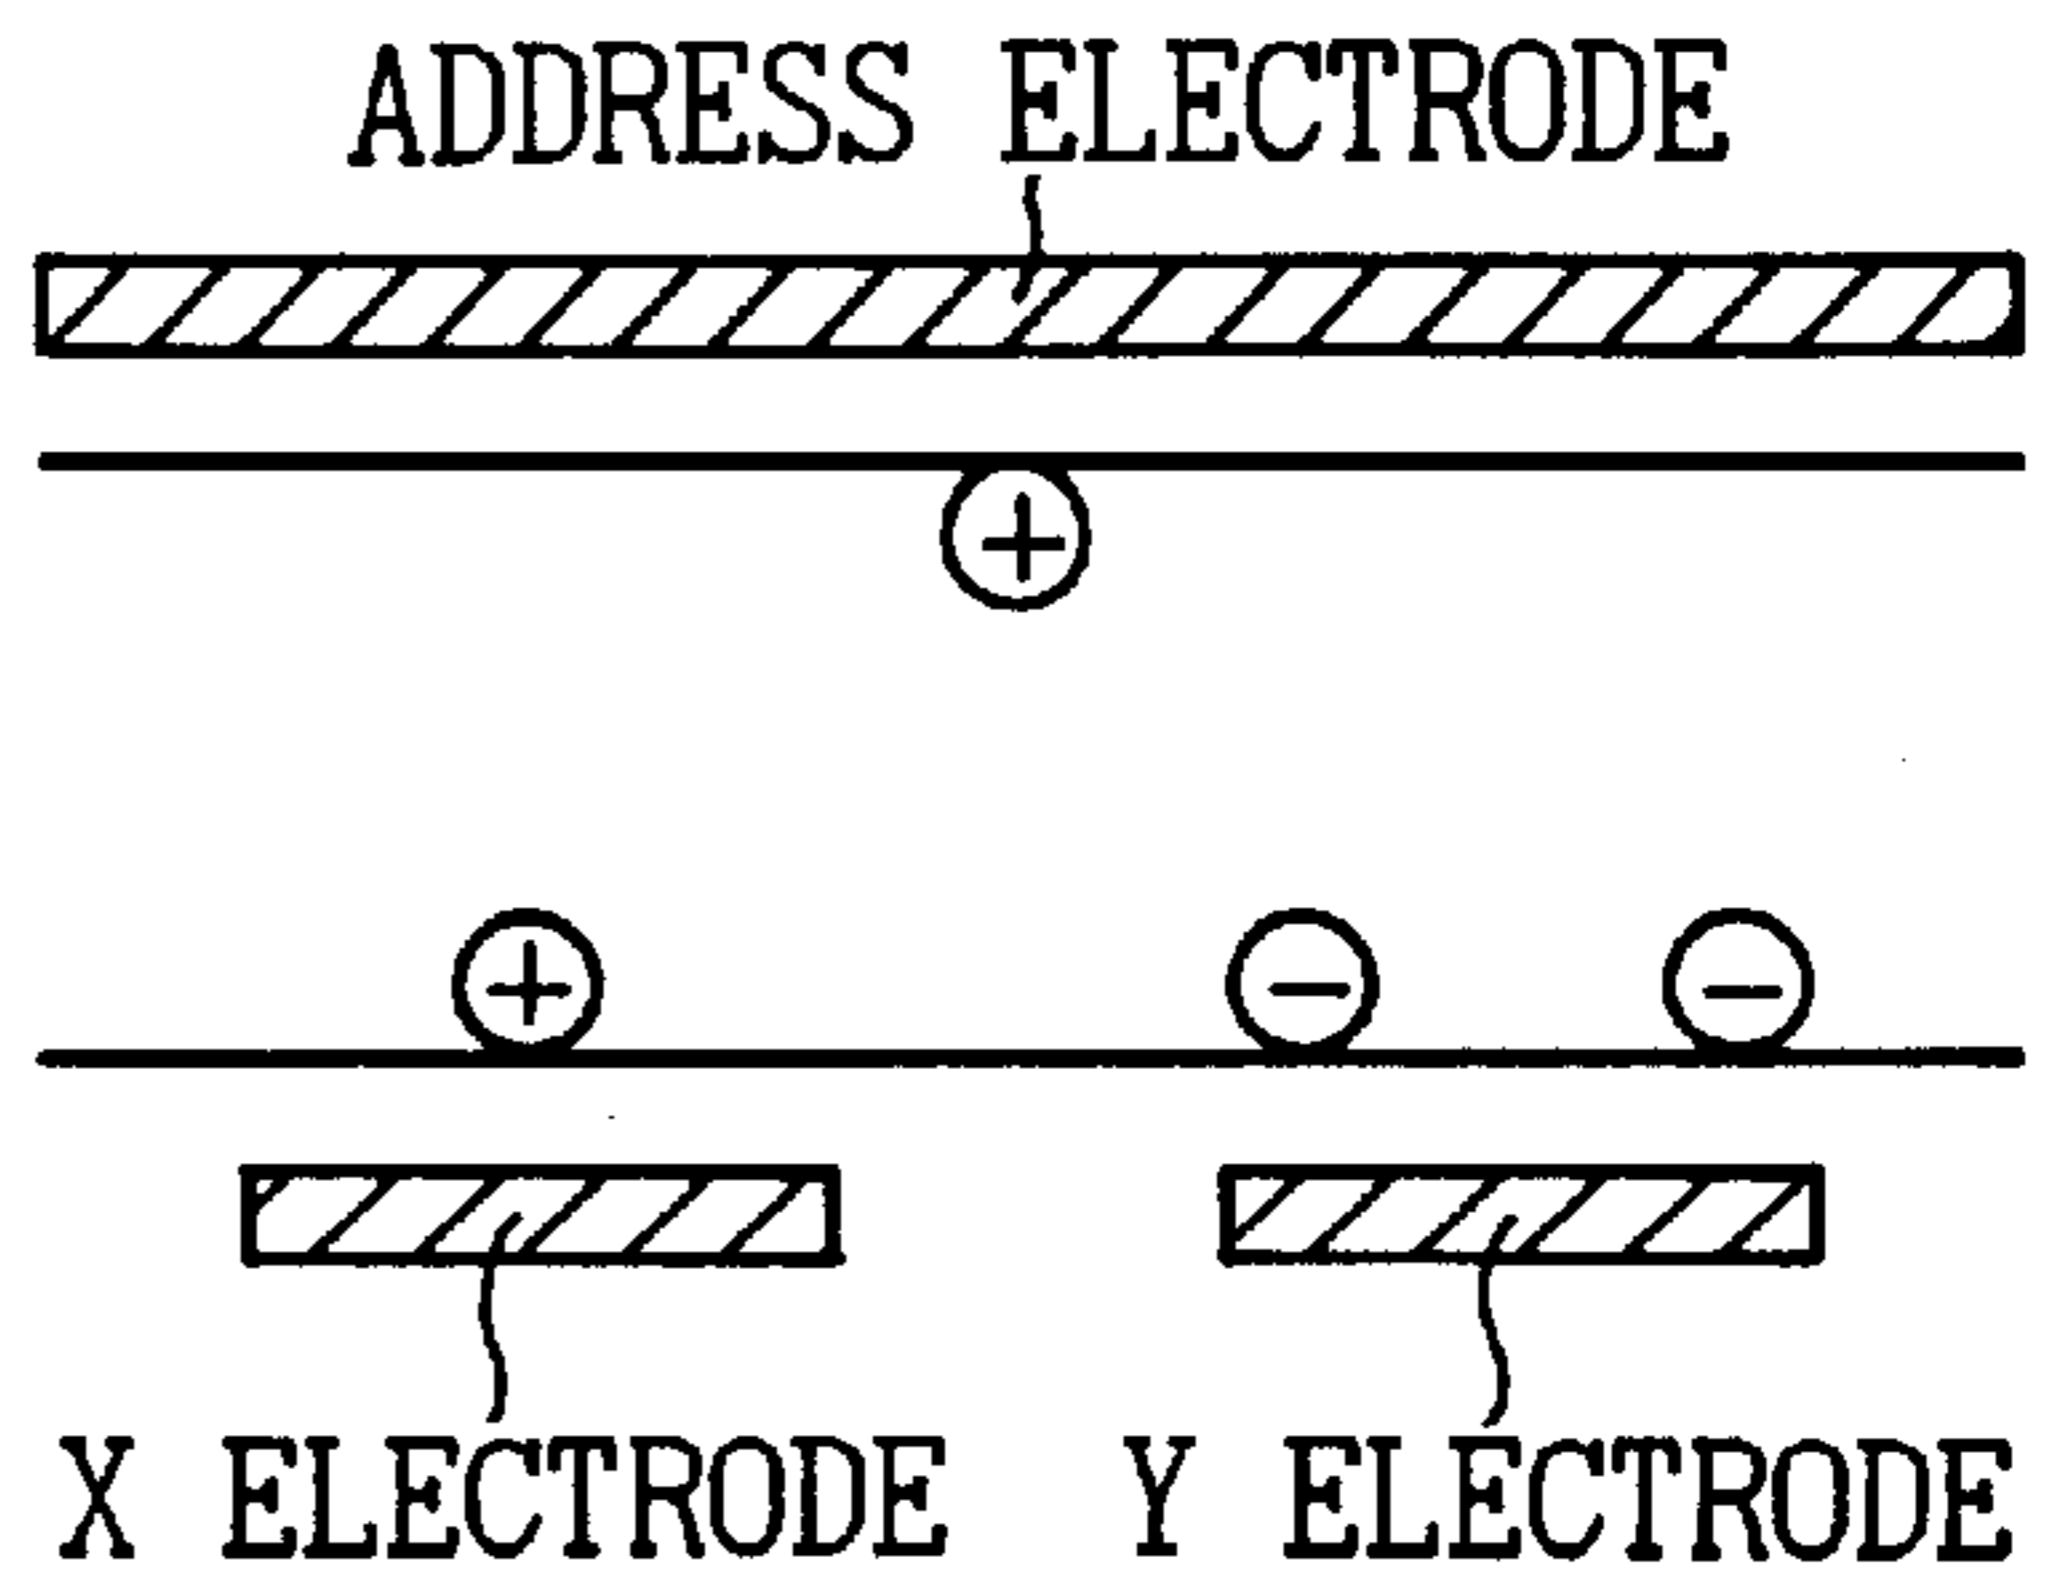 ADDRESS ELECTRODE
+
+ − −
X ELECTRODE Y ELECTRODE